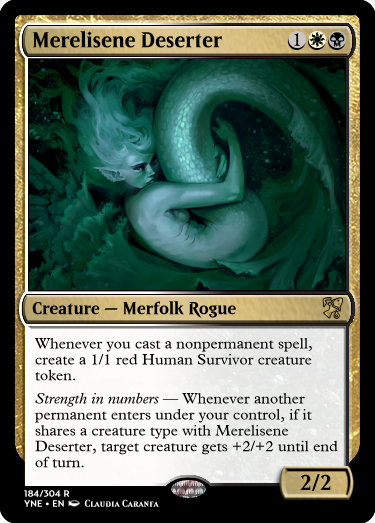 Merelisene Deserter 1
Creature — Merfolk Rogue
Whenever you cast a nonpermanent spell,
create a 1/1 red Human Survivor creature
token.
Strength in numbers — Whenever another
permanent enters under your control, if it
shares a creature type with Merelisene
Deserter, target creature gets +2/+2 until end
of turn.
2/2
184/304 R
YNE • EN Claudia Caranfa